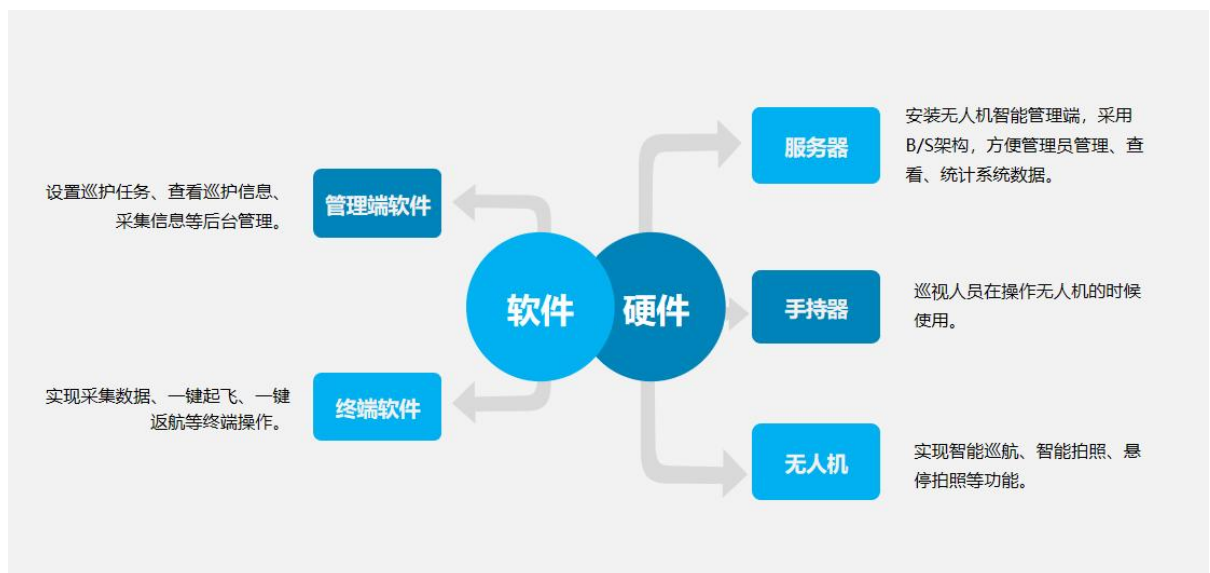 设置巡护任务、查看巡护信息、
采集信息等后台管理。
管理端软件
实现采集数据、一键起飞、一键
返航等终端操作。
终端软件
软件
硬件
服务器
安装无人机智能管理端，采用
B/S架构，方便管理员管理、查
看、统计系统数据。
手持器
巡视人员在操作无人机的时候
使用。
无人机
实现智能巡航、智能拍照、悬
停拍照等功能。